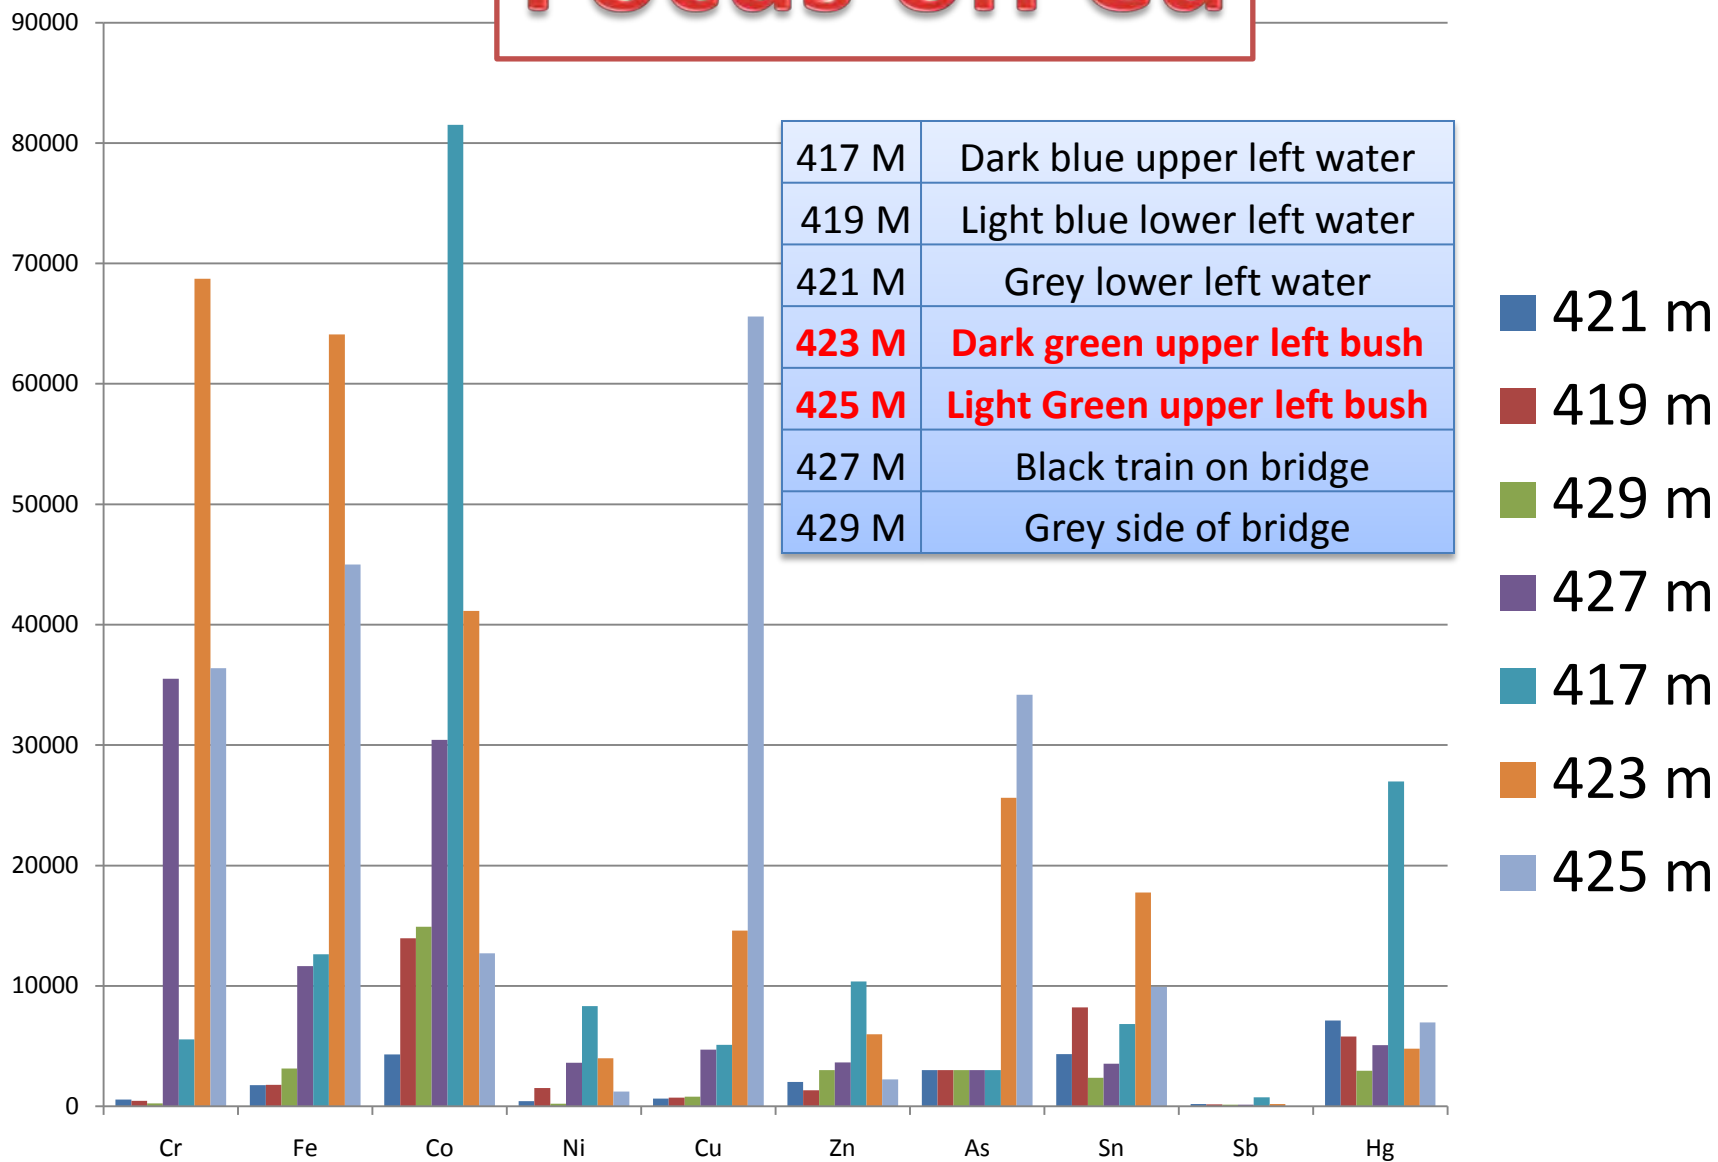 Focus on Cu
90000
80000
70000
60000
50000
40000
30000
20000
10000
0
417 M Dark blue upper left water
419 M Light blue lower left water
421 M Grey lower left water
423 M Dark green upper left bush
425 M Light Green upper left bush
427 M Black train on bridge
429 M Grey side of bridge
421 m
419 m
429 m
427 m
417 m
423 m
425 m
Cr Fe Co Ni Cu Zn As Sn Sb Hg